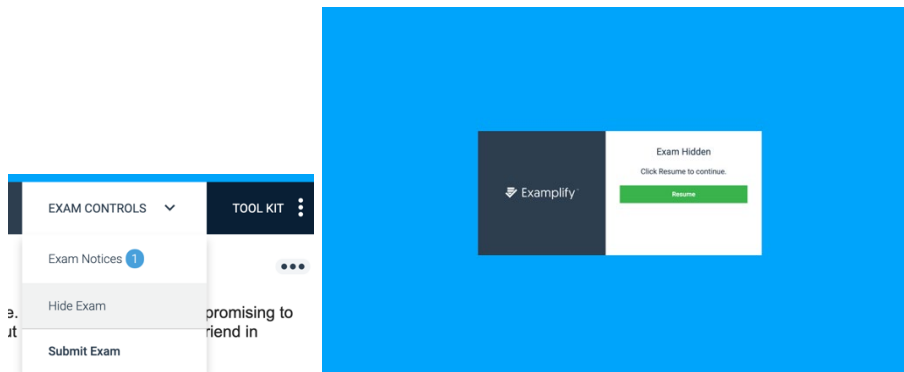 EXAM CONTROLS
TOOL KIT
Exam Notices 1
Hide Exam
e.
promising to
ut
riend in
Submit Exam
Examplify
Exam Hidden
Click Resume to continue.
Resume